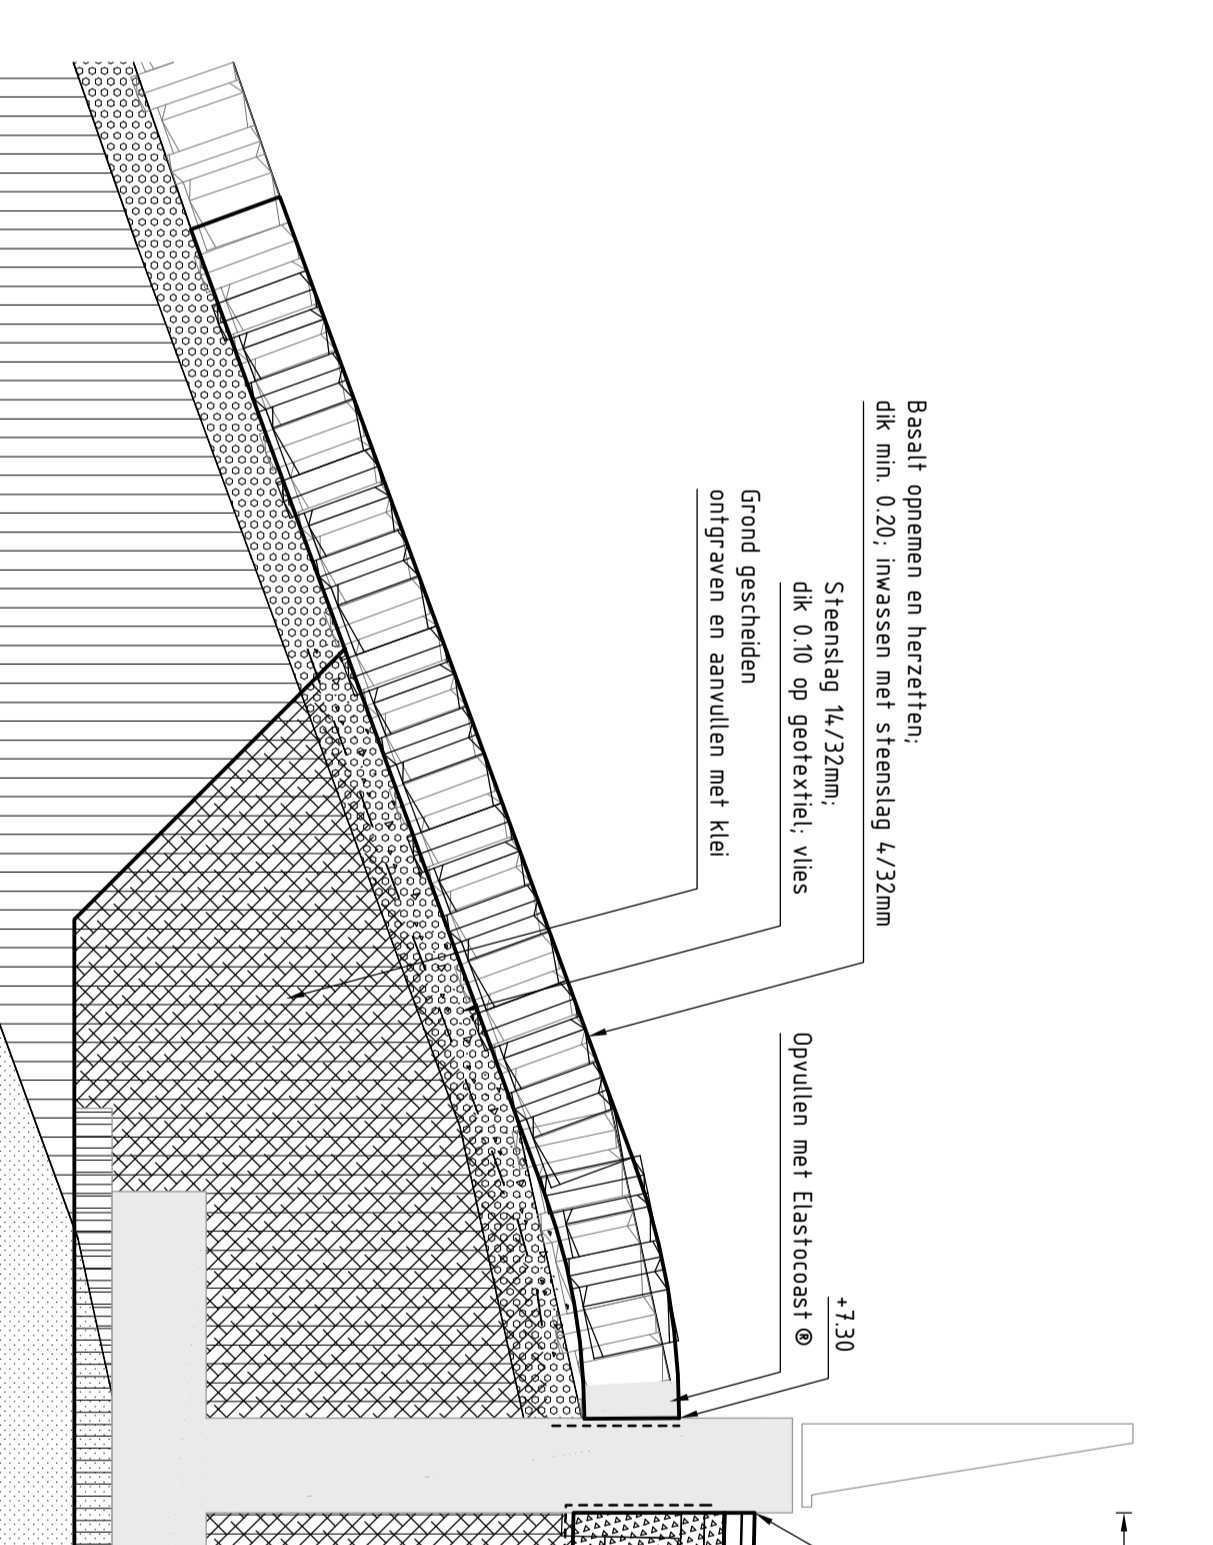 Basalt opnemen en herzetten;
dik min. 0.20; inwassen met steenslag 4/32mm
Steenslag 14/32mm;
dik 0.10 op geotextiel; vlies
Grond gescheiden
ontgraven en aanvullen met klei
Opvullen met Elastocoast ®
+7.30